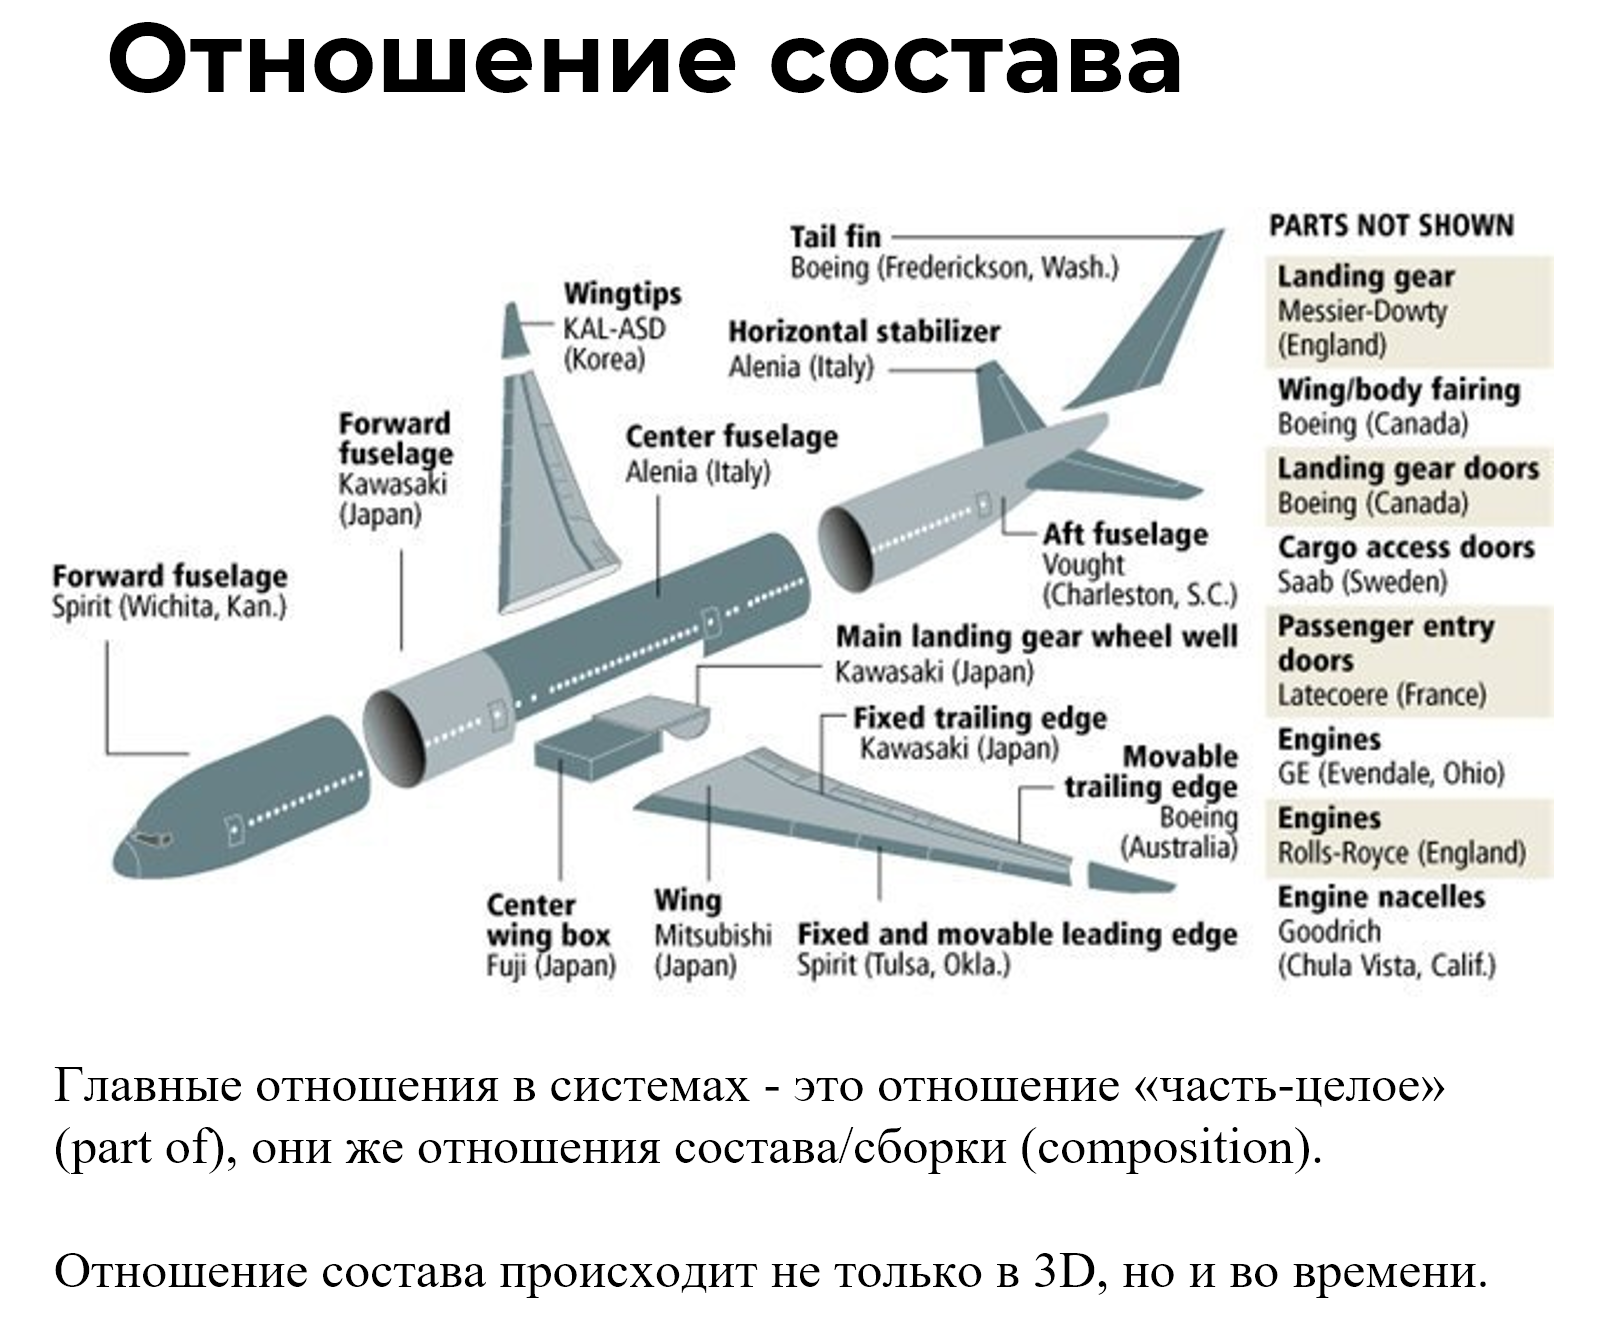 Отношение состава
Tail fin
Boeing (Frederickson, Wash.)
Wingtips
KAL-ASD
(Korea)
Horizontal stabilizer
Alenia (Italy)
Forward
fuselage
Kawasaki
(Japan)
Center fuselage
Alenia (Italy)
Forward fuselage
Spirit (Wichita, Kan.)
Aft fuselage
Vought
(Charleston, S.C.)
Main landing gear wheel well
Kawasaki (Japan)
Fixed trailing edge
Kawasaki (Japan)
Movable
trailing edge
Boeing
(Australia)
Center
wing box
Fuji (Japan)
Wing
Mitsubishi
(Japan)
Fixed and movable leading edge
Spirit (Tulsa, Okla.)
PARTS NOT SHOWN
Landing gear
Messier-Dowty
(England)
Wing/body fairing
Boeing (Canada)
Landing gear doors
Boeing (Canada)
Cargo access doors
Saab (Sweden)
Passenger entry
doors
Latecoere (France)
Engines
GE (Evendale, Ohio)
Engines
Rolls-Royce (England)
Engine nacelles
Goodrich
(Chula Vista, Calif.)
Главные отношения в системах - это отношение «часть-целое»
(part of), они же отношения состава/сборки (composition).
Отношение состава происходит не только в 3D, но и во времени.